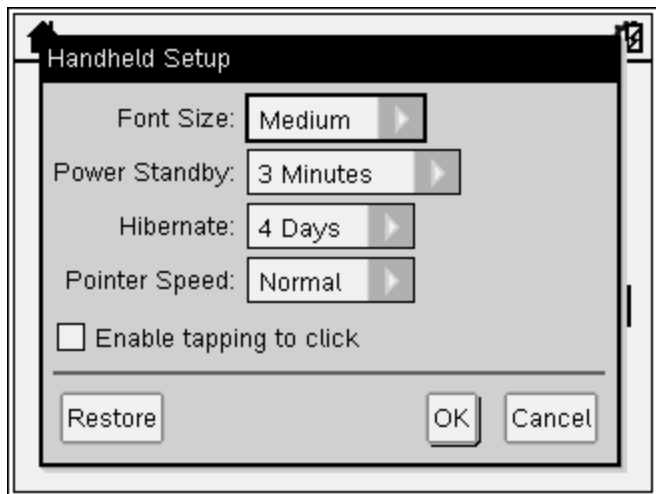 Handheld Setup
Font Size: Medium
Power Standby: 3 Minutes
Hibernate: 4 Days
Pointer Speed: Normal
Enable tapping to click
Restore OK Cancel